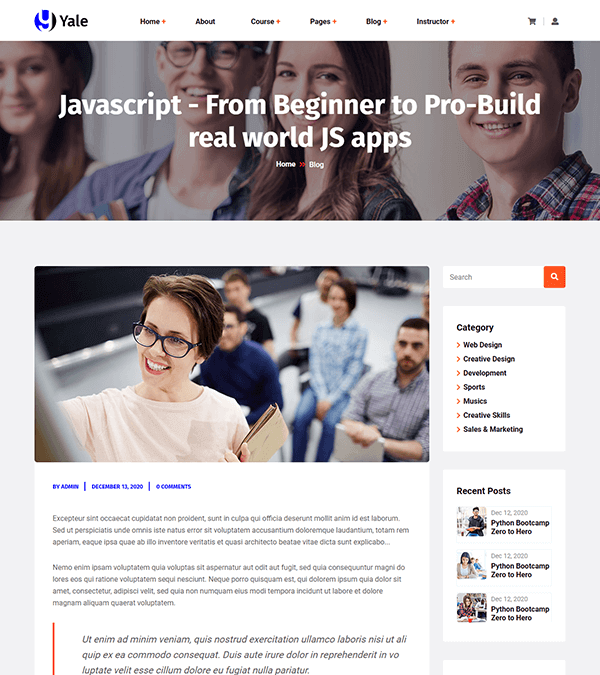 y Yale
Home + About Course + Pages + Blog + Instructor +
Javascript - From Beginner to Pro-Build
real world JS apps
Home Blog
Search
Category
Web Design
Creative Design
Development
Sports
Musics
Creative Skills
Sales & Marketing
BY ADMIN DECEMBER 13, 2020 0 COMMENTS
Excepteur sint occaecat cupidatat non proident, sunt in culpa qui officia deserunt mollit anim id est laborum.
Sed ut perspiciatis unde omnis iste natus error sit voluptatem accusantium doloremque laudantium, totam rem
aperiam, eaque ipsa quae ab illo inventore veritatis et quasi architecto beatae vitae dicta sunt explicabo...
Nemo enim ipsam voluptatem quia voluptas sit aspernatur aut odit aut fugit, sed quia consequuntur magni do
lores eos qui ratione voluptatem sequi nesciunt. Neque porro quisquam est, qui dolorem ipsum quia dolor sit
amet, consectetur, adipisci velit, sed quia non numquam eius modi tempora incidunt ut labore et dolore
magnam aliquam quaerat voluptatem.
Ut enim ad minim veniam, quis nostrud exercitation ullamco laboris nisi ut ali
quip ex ea commodo consequat. Duis aute irure dolor in reprehenderit in vo
luptate velit esse cillum dolore eu fugiat nulla pariatur.
Recent Posts
Dec 12, 2020
Python Bootcamp
Zero to Hero
Dec 12, 2020
Python Bootcamp
Zero to Hero
Dec 12, 2020
Python Bootcamp
Zero to Hero